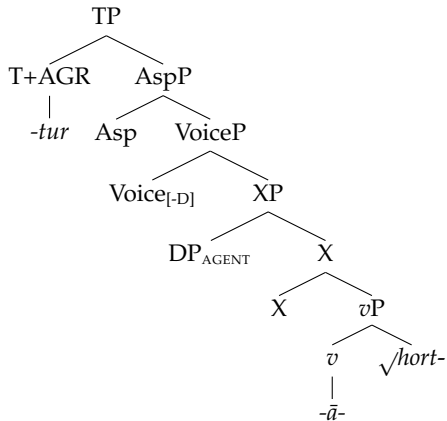 TP
T+AGR AspP
-tur Asp VoiceP
Voice[-D] XP
DPAGENT X
X vP
v √hort-
-ā-